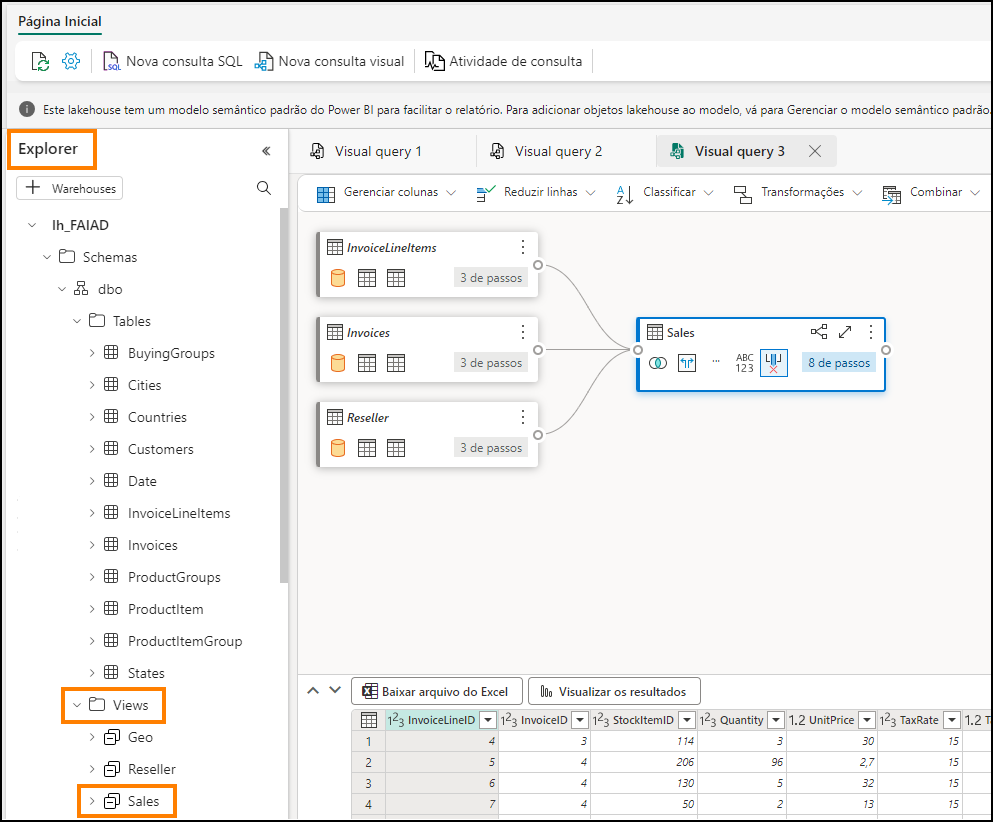 Página Inicial
Nova consulta SQL Nova consulta visual Atividade de consulta
Este lakehouse tem um modelo semântico padrão do Power BI para facilitar o relatório. Para adicionar objetos lakehouse ao modelo, vá para Gerenciar o modelo semântico padrão.
Explorer
Visual query 1 Visual query 2 Visual query 3
Warehouses
Gerenciar colunas Reduzir linhas Classificar Transformações Combinar
lh_FAIAD
Schemas
dbo
Tables
BuyingGroups
Cities
Countries
Customers
Date
InvoiceLineItems
Invoices
ProductGroups
ProductItem
ProductItemGroup
States
Views
Geo
Reseller
Sales
InvoiceLineItems
3 de passos
Invoices
3 de passos
Reseller
3 de passos
Sales
ABC
123
8 de passos
Baixar arquivo do Excel Visualizar os resultados
123 InvoiceLineID 123 InvoiceID 123 StockItemID 123 Quantity 1.2 UnitPrice 123 TaxRate 1.2
1 4 3 114 3 30 15
2 5 4 206 96 2,7 15
3 6 4 130 5 32 15
4 7 4 50 2 13 15